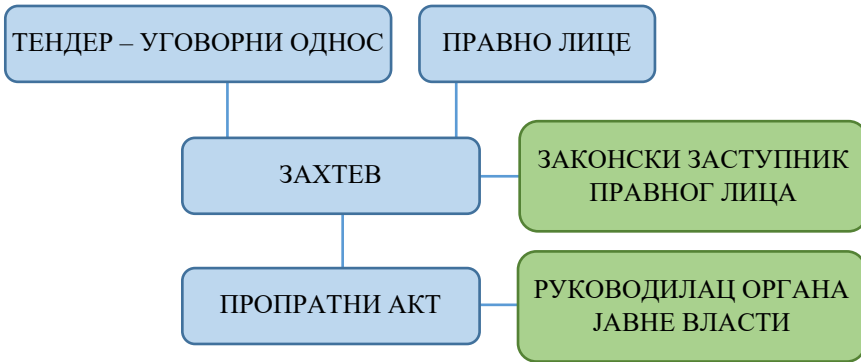 ТЕНДЕР – УГОВОРНИ ОДНОС
ПРАВНО ЛИЦЕ
ЗАХТЕВ
ЗАКОНСКИ ЗАСТУПНИК
ПРАВНОГ ЛИЦА
ПРОПРАТНИ АКТ
РУКОВОДИЛАЦ ОРГАНА
ЈАВНЕ ВЛАСТИ